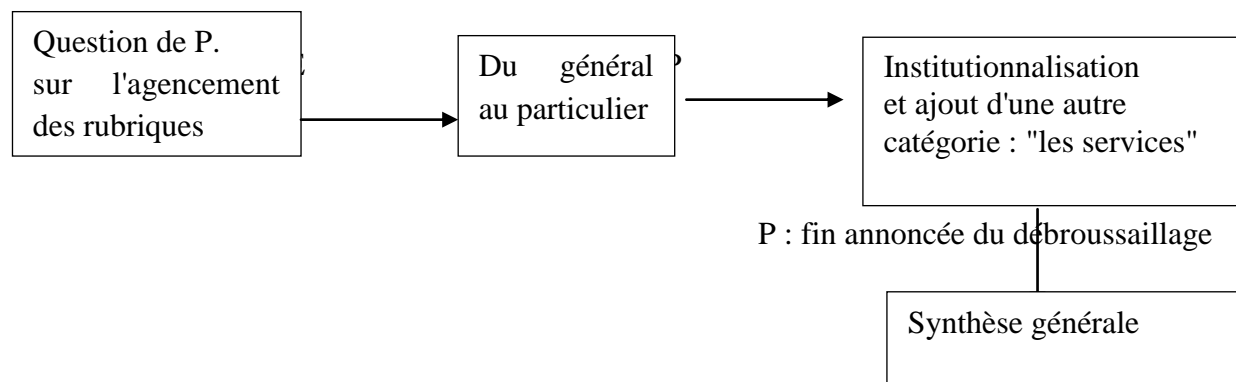 Question de P.
sur l'agencement
des rubriques
Du général
au particulier
Institutionnalisation
et ajout d'une autre
catégorie : "les services"
P : fin annoncée du débroussaillage
Synthèse générale